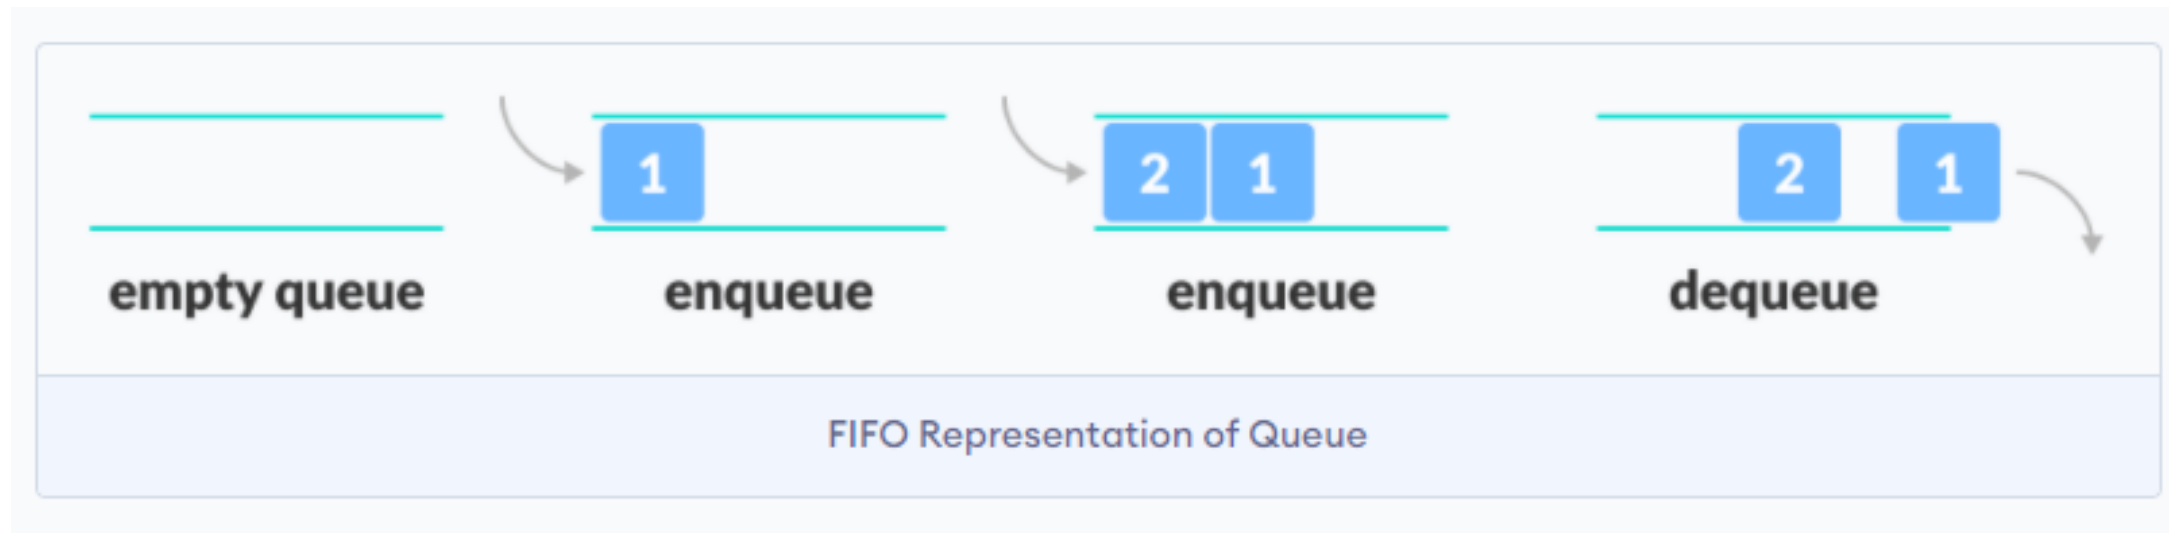 1
2 1
2 1
empty queue enqueue enqueue dequeue
FIFO Representation of Queue